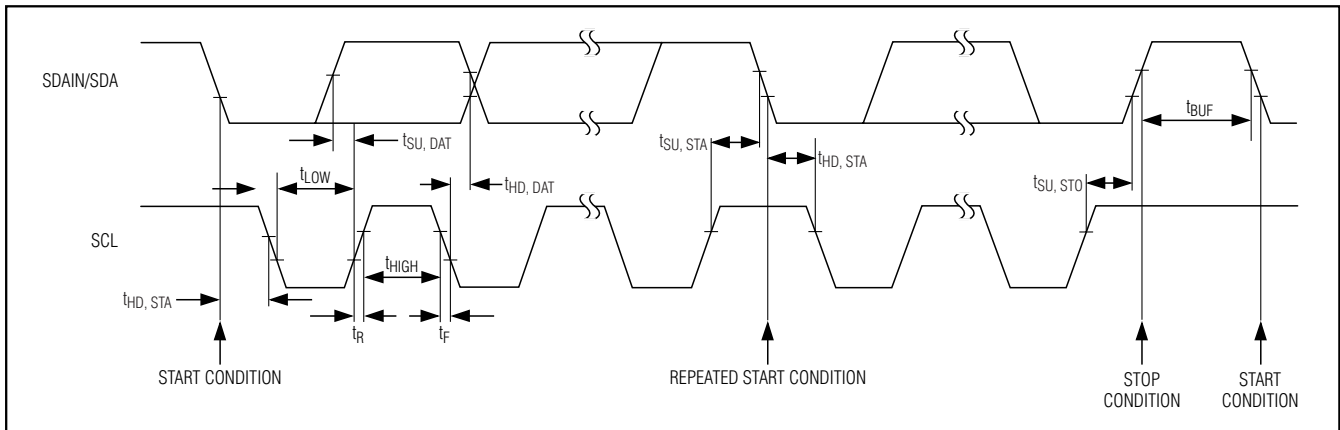 SDAIN/SDA
tSU, DAT
tLOW
tHD, DAT
tSU, STA
tHD, STA
tBUF
tSU, STO
SCL
tHIGH
tHD, STA
tR
tF
START CONDITION
REPEATED START CONDITION
STOP
CONDITION
START
CONDITION